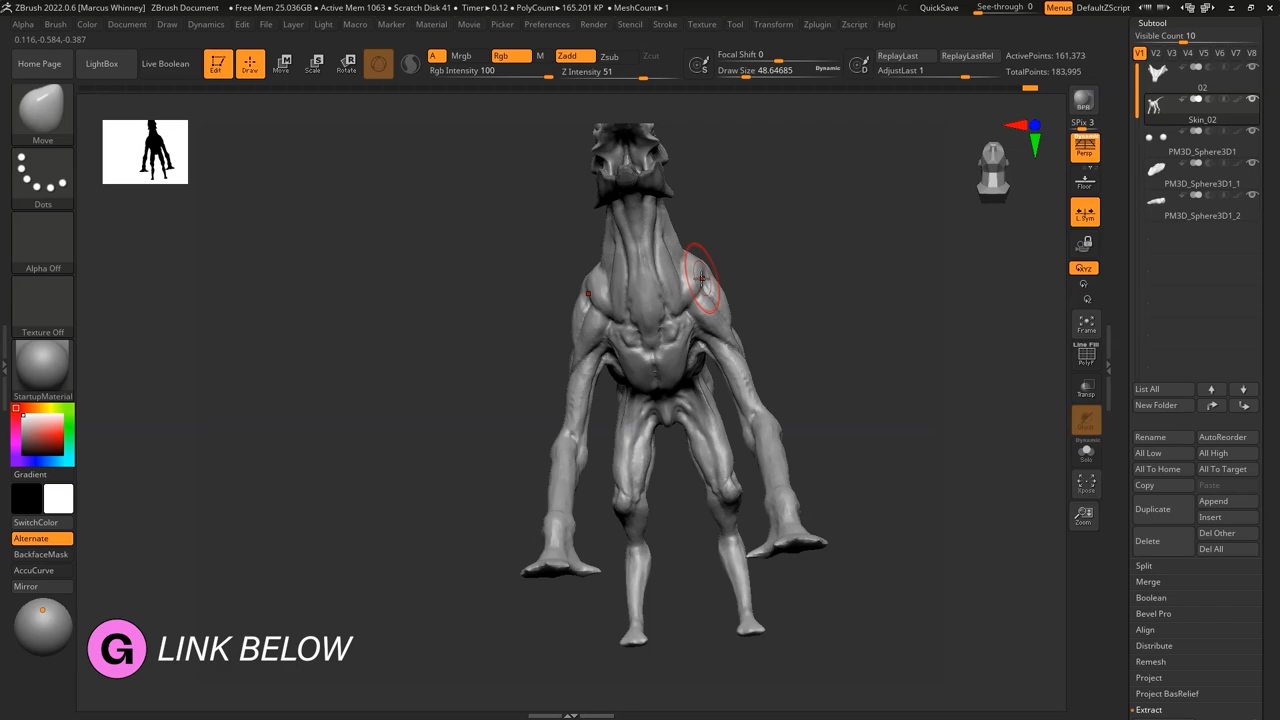 ZBrush 2022.0.6 [Marcus Whinney] ZBrush Document • Free Mem 25.036GB • Active Mem 1063 • Scratch Disk 41 • Timer▸0.12 • PolyCount▸165.201 KP • MeshCount▸1 AC QuickSave See-through 0 Menus DefaultZScript
Alpha Brush Color Document Draw Dynamics Edit File Layer Light Macro Marker Material Movie Picker Preferences Render Stencil Stroke Texture Tool Transform Zplugin Zscript Help
0.116,-0.584,-0.387
Home Page LightBox Live Boolean Edit Draw Move Scale Rotate
A Mrgb Rgb M Zadd Zsub Zcut
Rgb Intensity 100 Z Intensity 51
S Focal Shift 0
Draw Size 48.64685 Dynamic
D ReplayLast ReplayLastRel
AdjustLast 1
ActivePoints: 161,373
TotalPoints: 183,995
Move
Dots
Alpha Off
Texture Off
StartupMaterial
Gradient
SwitchColor
Alternate
BackfaceMask
AccuCurve
Mirror
G LINK BELOW
BPR
SPix 3
Dynamic
Persp
Floor
L.Sym
XYZ
Frame
Line Fill
PolyF
Transp
Dynamic
Solo
Xpose
Zoom
Subtool
Visible Count 10
V1 V2 V3 V4 V5 V6 V7 V8
02
Skin_02
PM3D_Sphere3D1
PM3D_Sphere3D1_1
PM3D_Sphere3D1_2
List All
New Folder
Rename AutoReorder
All Low All High
All To Home All To Target
Copy Paste
Duplicate Append
Insert
Delete Del Other
Del All
Split
Merge
Boolean
Bevel Pro
Align
Distribute
Remesh
Project
Project BasRelief
Extract